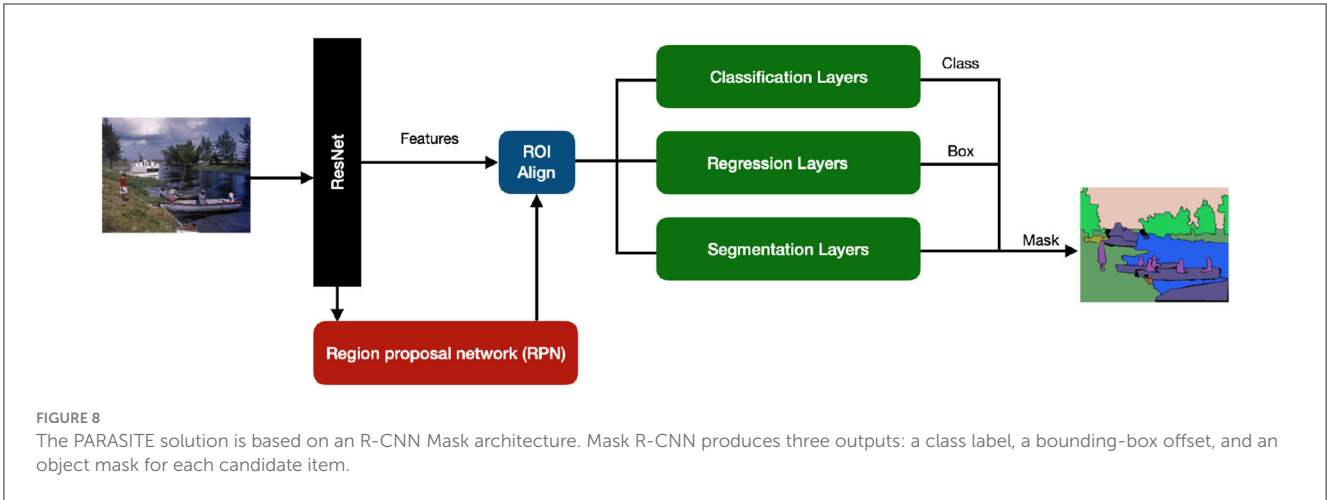 ResNet
Features
ROI
Align
Region proposal network (RPN)
Classification Layers
Class
Regression Layers
Box
Segmentation Layers
Mask
FIGURE 8
The PARASITE solution is based on an R-CNN Mask architecture. Mask R-CNN produces three outputs: a class label, a bounding-box offset, and an
object mask for each candidate item.